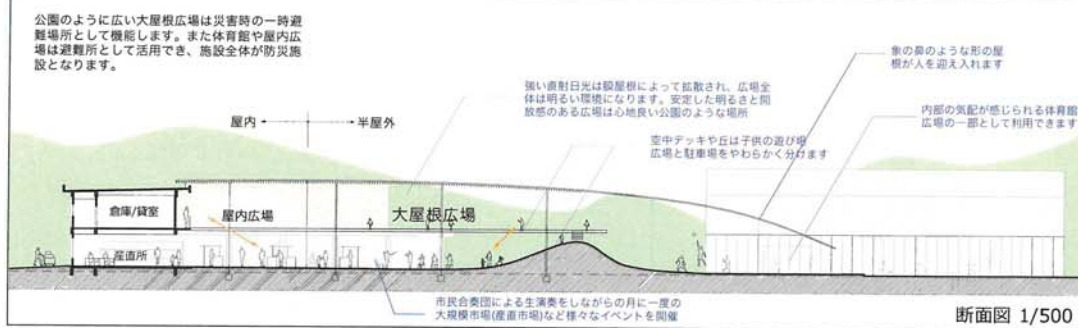 公園のように広い大屋根広場は災害時の一時避
難場所として機能します。また体育館や屋内広
場は避難所として活用でき、施設全体が防災施
設となります。
象の鼻のような形の屋
根が人を迎え入れます
強い直射日光は膜屋根によって拡散され、広場全
体は明るい環境になります。安定した明るさと開
放感のある広場は心地良い公園のような場所
内部の気配が感じられる体育館
広場の一部として利用できます
屋内
半屋外
空中デッキや丘は子供の遊び場
広場と駐車場をやわらかく分けます
倉庫/貸室
屋内広場
大屋根広場
産直所
市民合奏団による生演奏をしながらの月に一度の
大規模市場(産直市場)など様々なイベントを開催
断面図 1/500